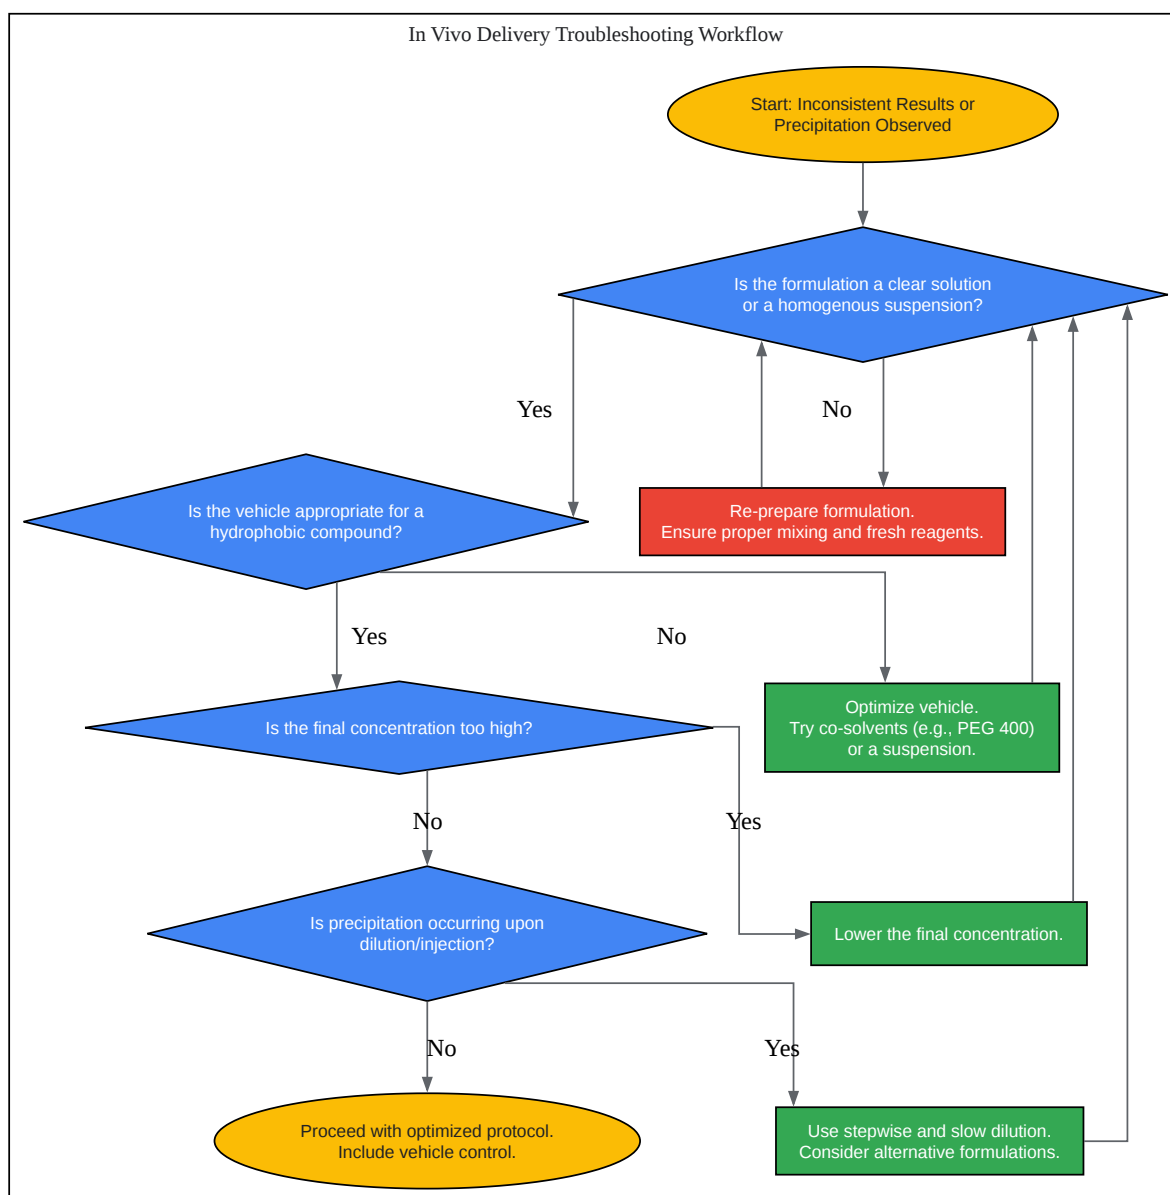 In Vivo Delivery Troubleshooting Workflow
Start: Inconsistent Results or
Precipitation Observed
Is the formulation a clear solution
or a homogenous suspension?
Yes
No
Is the vehicle appropriate for a
hydrophobic compound?
Re-prepare formulation.
Ensure proper mixing and fresh reagents.
Yes
No
Is the final concentration too high?
Optimize vehicle.
Try co-solvents (e.g., PEG 400)
or a suspension.
No
Yes
Is precipitation occurring upon
dilution/injection?
Lower the final concentration.
No
Yes
Proceed with optimized protocol.
Include vehicle control.
Use stepwise and slow dilution.
Consider alternative formulations.